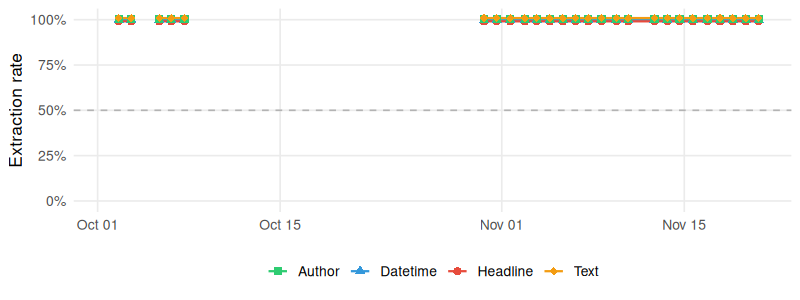 Extraction rate
100%
75%
50%
25%
0%
Oct 01 Oct 15 Nov 01 Nov 15
Author Datetime Headline Text